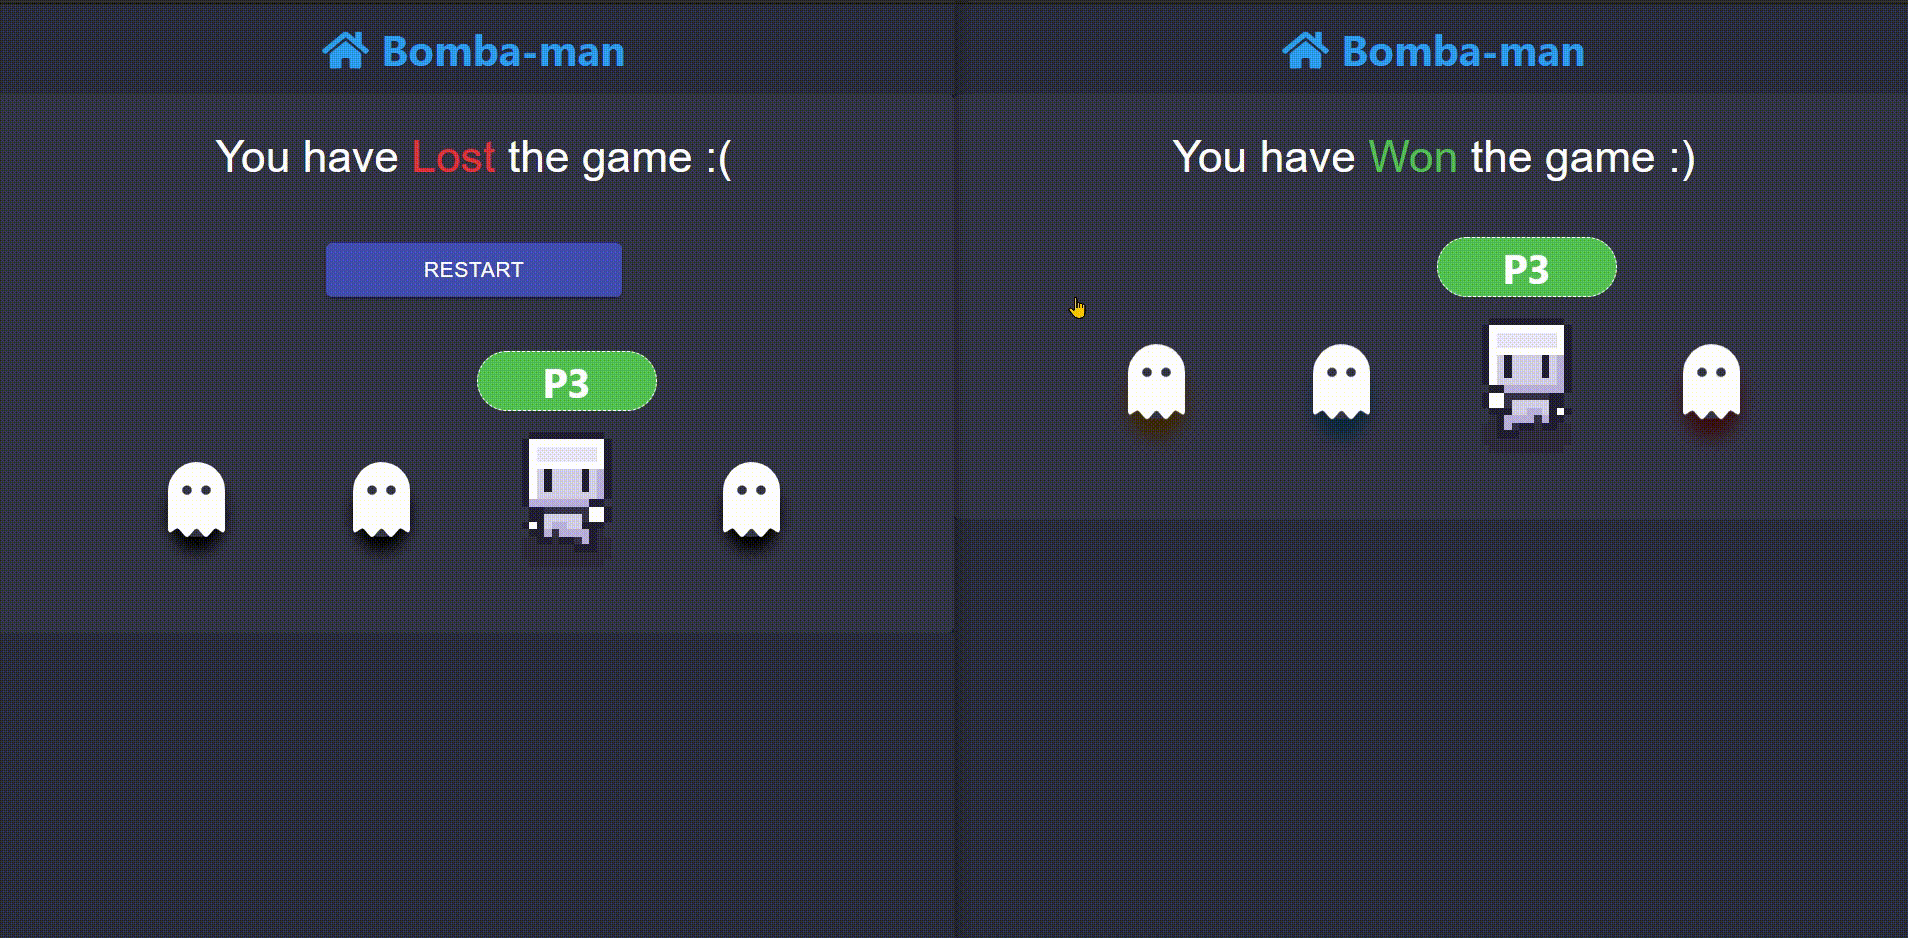 Bomba-man
You have Lost the game :(
RESTART
P3
Bomba-man
You have Won the game :)
P3